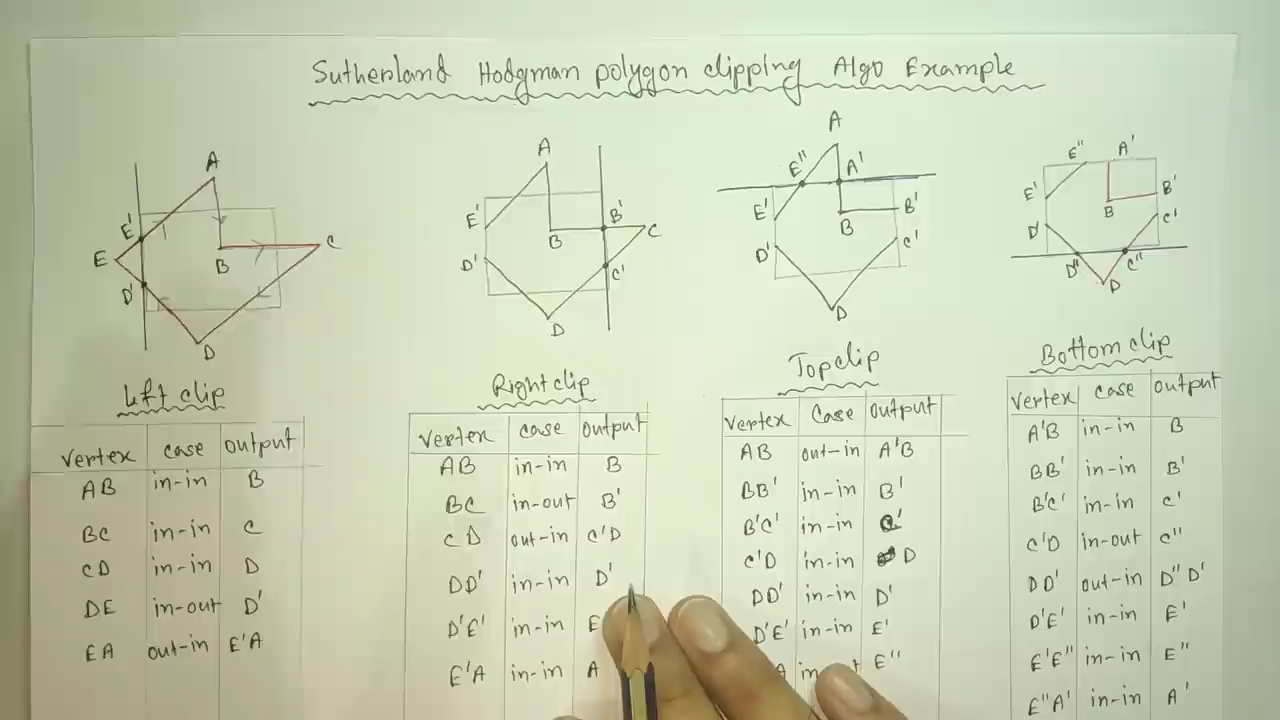 Sutherland Hodgman polygon clipping Algo Example
A
E'
E
D'
B
C
D
A
E'
D'
B
B'
C
C'
D
A
E"
A'
E'
B
B'
D'
C'
D
E"
A'
E'
B'
B
C'
D'
D"
C"
D
Left clip
Vertex case output
AB in-in B
BC in-in C
CD in-in D
DE in-out D'
EA out-in E'A
Right clip
Vertex case output
AB in-in B
BC in-out B'
CD out-in C'D
DD' in-in D'
D'E' in-in E
E'A in-in A
Top clip
Vertex Case output
AB out-in A'B
BB' in-in B'
B'C' in-in C'
C'D in-in D
DD' in-in D'
D'E' in-in E'
A in t E"
Bottom clip
Vertex case output
A'B in-in B
BB' in-in B'
B'C' in-in C'
C'D in-out C"
DD' out-in D"D'
D'E' in-in E'
E'E" in-in E"
E"A' in-in A'